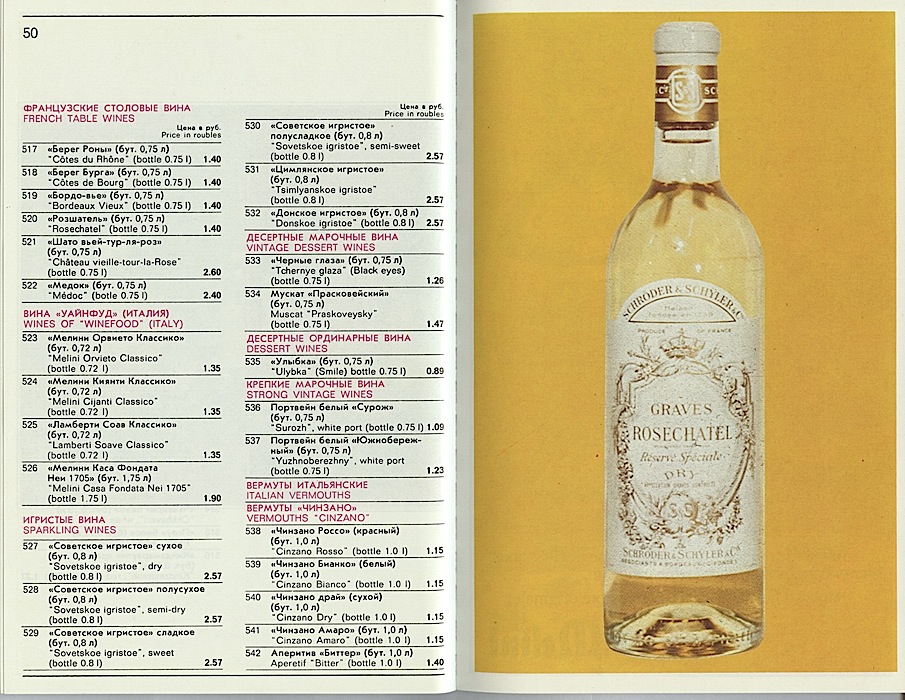 50
ФРАНЦУЗСКИЕ СТОЛОВЫЕ ВИНА
FRENCH TABLE WINES
Цена в руб.
Price in roubles
517 «Берег Роны» (бут. 0,75 л)
"Côtes du Rhône" (bottle 0.75 l) 1.40
518 «Берег Бурга» (бут. 0,75 л)
"Côtes de Bourg" (bottle 0.75 l) 1.40
519 «Бордо-вье» (бут. 0,75 л)
"Bordeaux Vieux" (bottle 0.75 l) 1.40
520 «Розшатель» (бут. 0,75 л)
"Rosechatel" (bottle 0.75 l) 1.40
521 «Шато вьей-тур-ля-роз»
(бут. 0,75 л)
"Château vieille-tour-la-Rose"
(bottle 0.75 l) 2.60
522 «Медок» (бут. 0,75 л)
"Médoc" (botle 0.75 l) 2.40
ВИНА «УАЙНФУД» (ИТАЛИЯ)
WINES OF "WINEFOOD" (ITALY)
523 «Мелини Орвието Классико»
(бут. 0,72 л)
"Melini Orvieto Classico"
(bottle 0.72 l) 1.35
524 «Мелини Кианти Классико»
(бут. 0,72 л)
"Melini Cijanti Classico"
(bottle 0.72 l) 1.35
525 «Ламберти Соав Классико»
(бут. 0,72 л)
"Lamberti Soave Classico"
(bottle 0.72 l) 1.35
526 «Мелини Каса Фондата
Неи 1705» (бут. 1,75 л)
"Melini Casa Fondata Nei 1705"
(bottle 1.75 l) 1.90
ИГРИСТЫЕ ВИНА
SPARKLING WINES
527 «Советское игристое» сухое
(бут. 0,8 л)
"Sovetskoe igristoe", dry
(bottle 0.8 l) 2.57
528 «Советское игристое» полусухое
(бут. 0,8 л)
"Sovetskoe igristoe", semi-dry
(bottle 0.8 l) 2.57
529 «Советское игристое» сладкое
(бут. 0,8 л)
"Sovetskoe igristoe", sweet
(bottle 0.8 l) 2.57
Цена в руб.
Price in roubles
530 «Советское игристое»
полусладкое (бут. 0,8 л)
"Sovetskoe igristoe", semi-sweet
(bottle 0.8 l) 2.57
531 «Цимлянское игристое»
(бут. 0,8 л)
"Tsimlyanskoe igristoe"
(bottle 0.8 l) 2.57
532 «Донское игристое» (бут. 0,8 л)
"Donskoe igristoe" (bottle 0.8 l) 2.57
ДЕСЕРТНЫЕ МАРОЧНЫЕ ВИНА
VINTAGE DESSERT WINES
533 «Черные глаза» (бут. 0,75 л)
"Tchernye glaza" (Black eyes)
(bottle 0.75 l) 1.26
534 Мускат «Прасковейский»
(бут. 0,75 л)
Muscat "Praskoveysky"
(bottle 0.75 l) 1.47
ДЕСЕРТНЫЕ ОРДИНАРНЫЕ ВИНА
DESSERT WINES
535 «Улыбка» (бут. 0,75 л)
"Ulybka" (Smile) bottle 0.75 l) 0.89
КРЕПКИЕ МАРОЧНЫЕ ВИНА
STRONG VINTAGE WINES
536 Портвейн белый «Сурож»
(бут. 0,75 л)
"Surozh", white port (bottle 0.75 l) 1.09
537 Портвейн белый «Южнобереж-
ный» (бут. 0,75 л)
"Yuzhnoberezhny", white port
(bottle 0.75 l) 1.23
ВЕРМУТЫ ИТАЛЬЯНСКИЕ
ITALIAN VERMOUTHS
ВЕРМУТЫ «ЧИНЗАНО»
VERMOUTHS "CINZANO"
538 «Чинзано Россо» (красный)
(бут. 1,0 л)
"Cinzano Rosso" (bottle 1.0 l) 1.15
539 «Чинзано Бианко» (белый)
(бут. 1,0 л)
"Cinzano Bianco" (bottle 1.0 l) 1.15
540 «Чинзано драй» (сухой)
(бут. 1,0 л)
"Cinzano Dry" (bottle 1.0 l) 1.15
541 «Чинзано Амаро» (бут. 1,0 л)
"Cinzano Amaro" (bottle 1.0 l) 1.15
542 Аперитив «Биттер» (бут. 1,0 л)
Aperetif "Bitter" (bottle 1.0 l) 1.40
SCHRÖDER & SCHŸLER & Cº
PRODUCE OF FRANCE
GRAVES
ROSECHATEL
Réserve Spéciale
DRY
SCHRÖDER & SCHŸLER & Cº